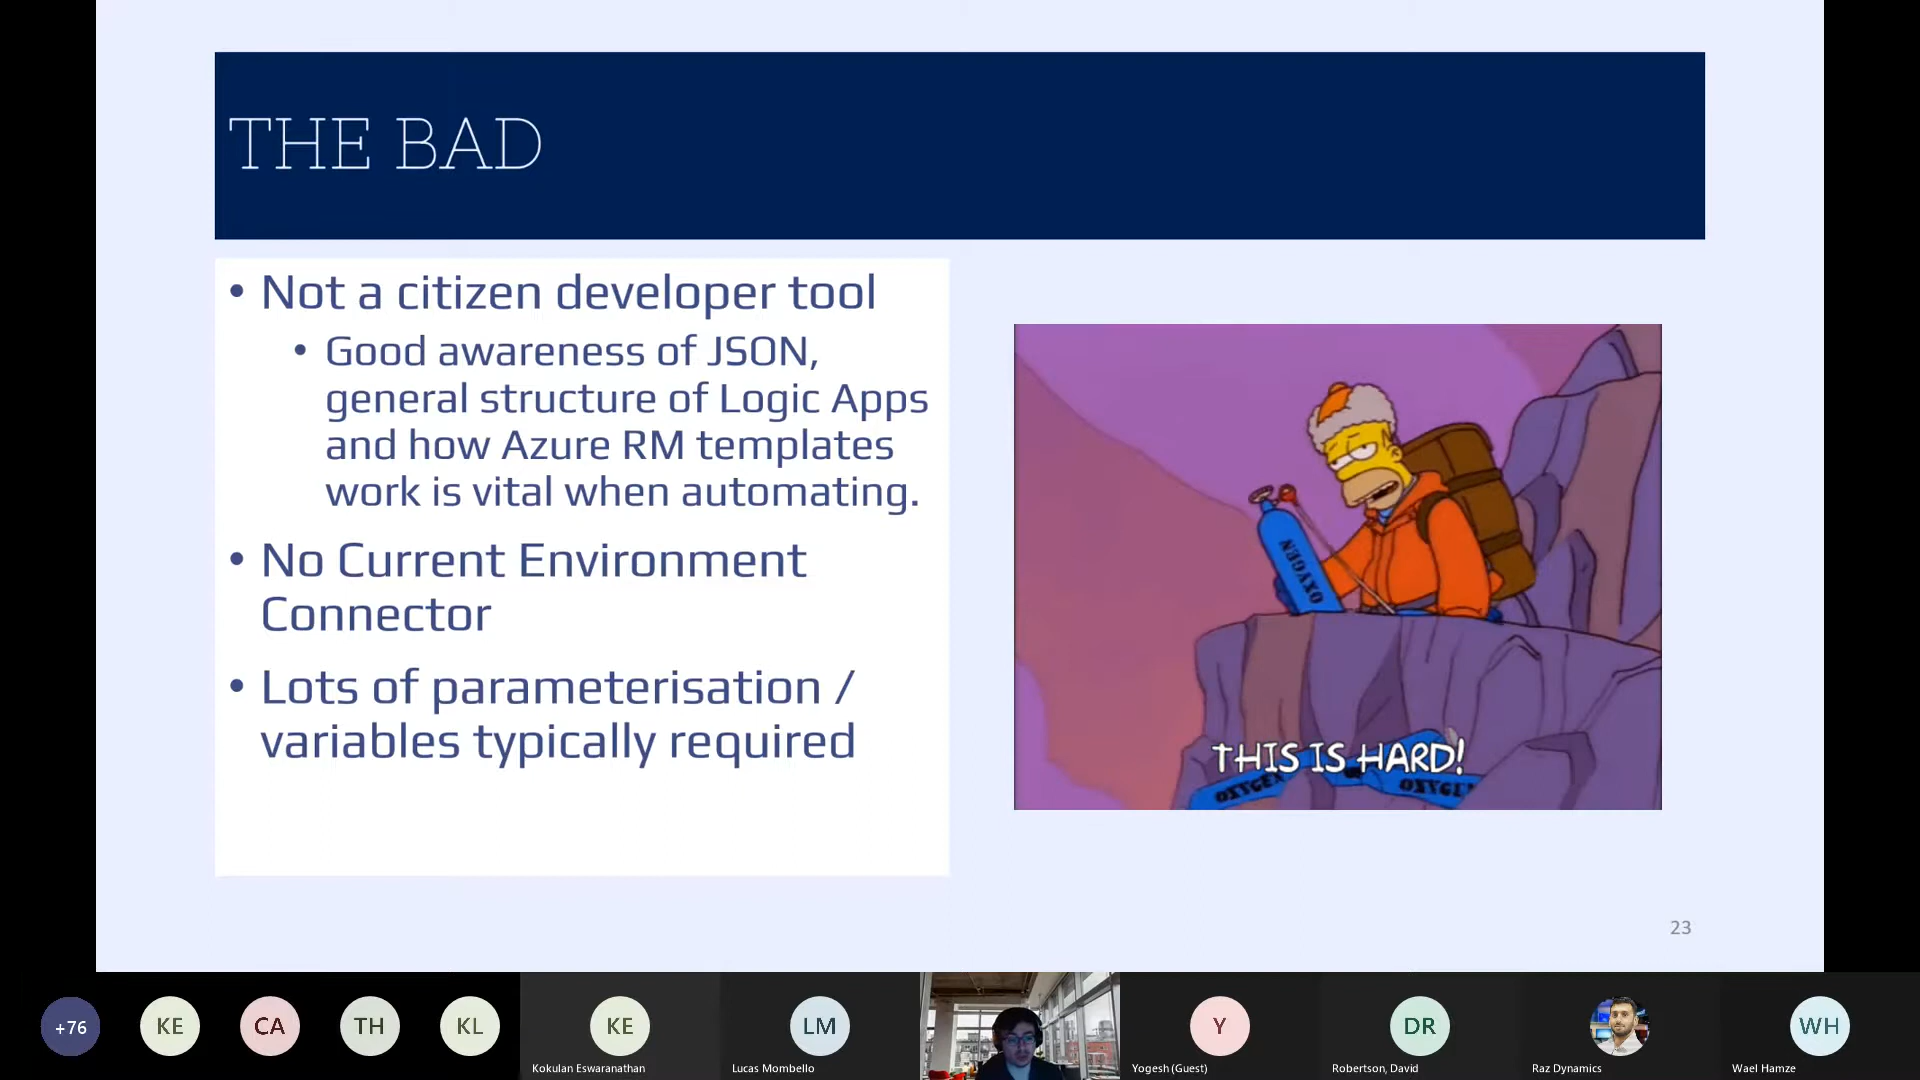 THE BAD
• Not a citizen developer tool
• Good awareness of JSON,
general structure of Logic Apps
and how Azure RM templates
work is vital when automating.
• No Current Environment
Connector
• Lots of parameterisation /
variables typically required
OXYGEN
THIS IS HARD!
OXYGEN
OXYGEN
23
+76
KE
CA
TH
KL
KE
Kokulan Eswaranathan
LM
Lucas Mombello
Y
Yogesh (Guest)
DR
Robertson, David
Raz Dynamics
WH
Wael Hamze